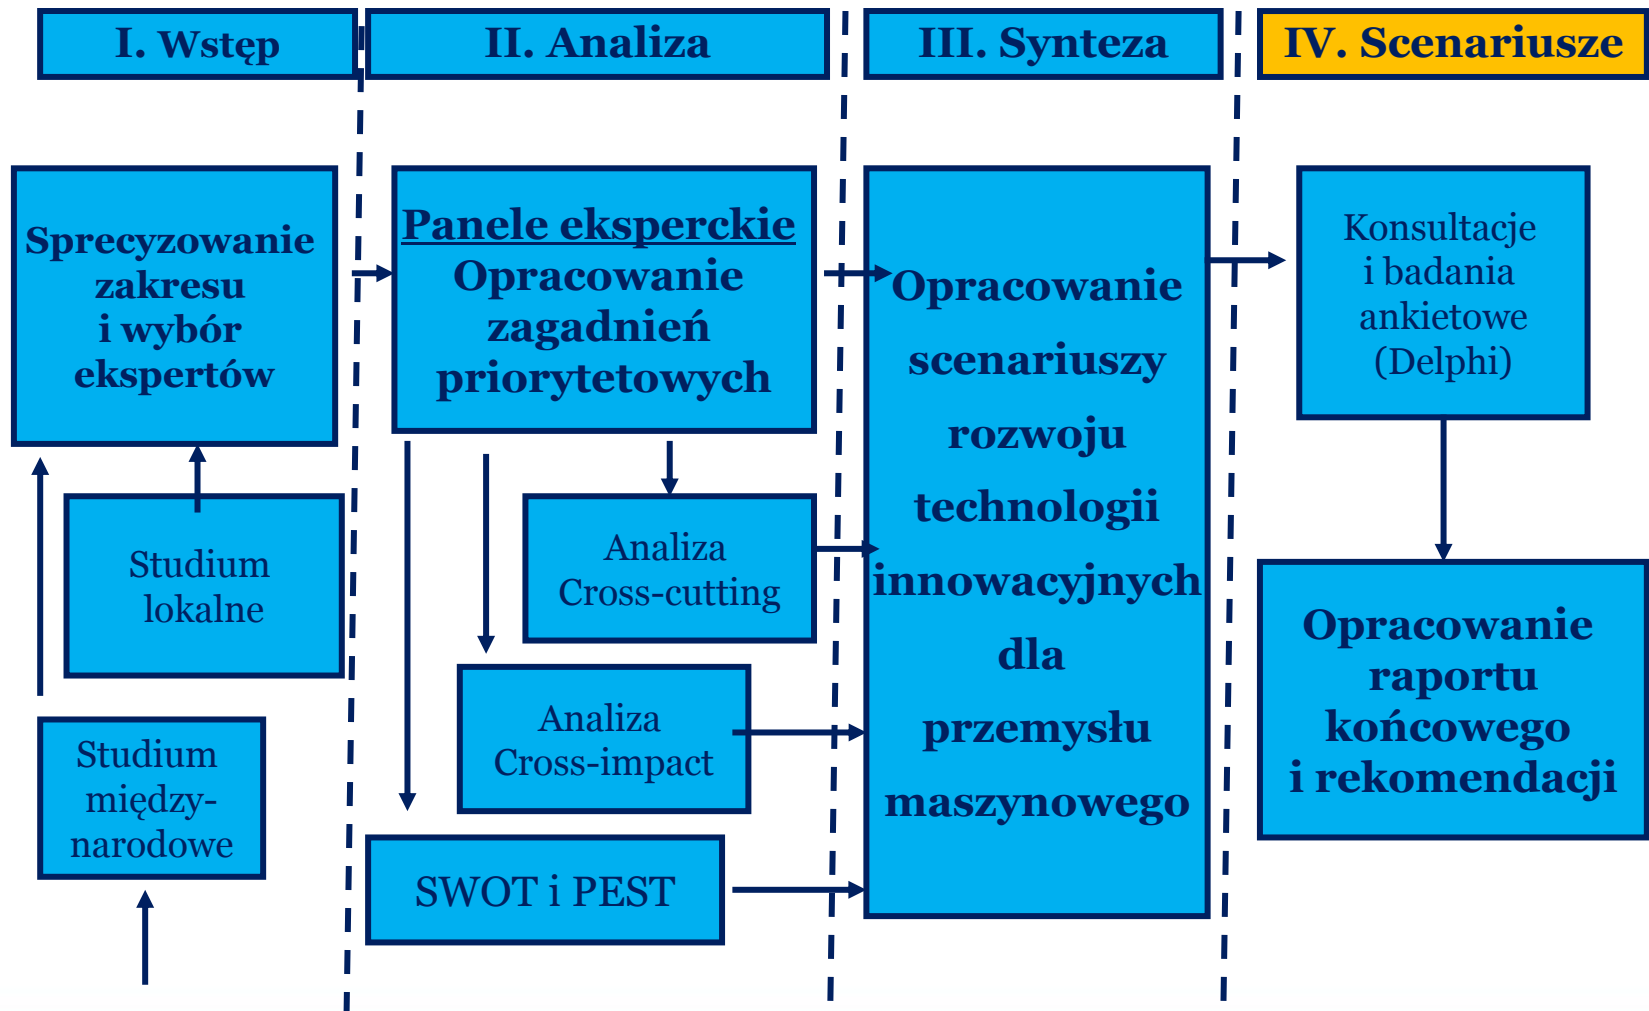 I. Wstęp
II. Analiza
III. Synteza
IV. Scenariusze
Sprecyzowanie
zakresu
i wybór
ekspertów
Studium
lokalne
Studium
między-
narodowe
Panele eksperckie
Opracowanie
zagadnień
priorytetowych
Analiza
Cross-cutting
Analiza
Cross-impact
SWOT i PEST
Opracowanie
scenariuszy
rozwoju
technologii
innowacyjnych
dla
przemysłu
maszynowego
Konsultacje
i badania
ankietowe
(Delphi)
Opracowanie
raportu
końcowego
i rekomendacji